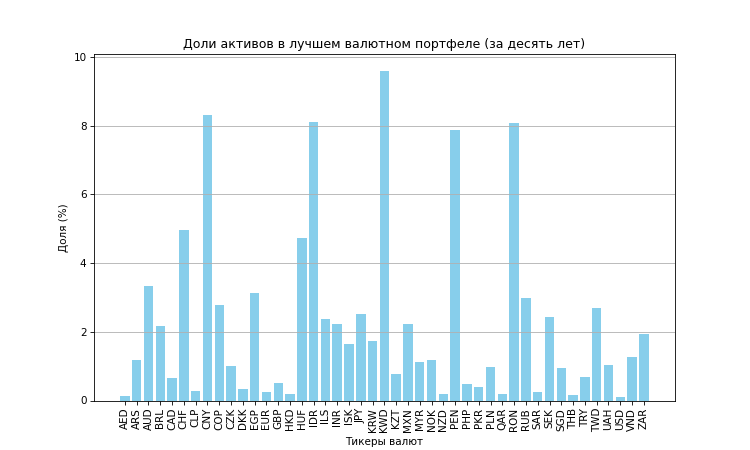 Доли активов в лучшем валютном портфеле (за десять лет)
Доля (%)
10
8
6
4
2
0
AED ARS AUD BRL CAD CHF CLP CNY COP CZK DKK EGP EUR GBP HKD HUF IDR ILS INR ISK JPY KRW KWD KZT MXN MYR NOK NZD PEN PHP PKR PLN QAR RON RUB SAR SEK SGD THB TRY TWD UAH USD VND ZAR
Тикеры валют